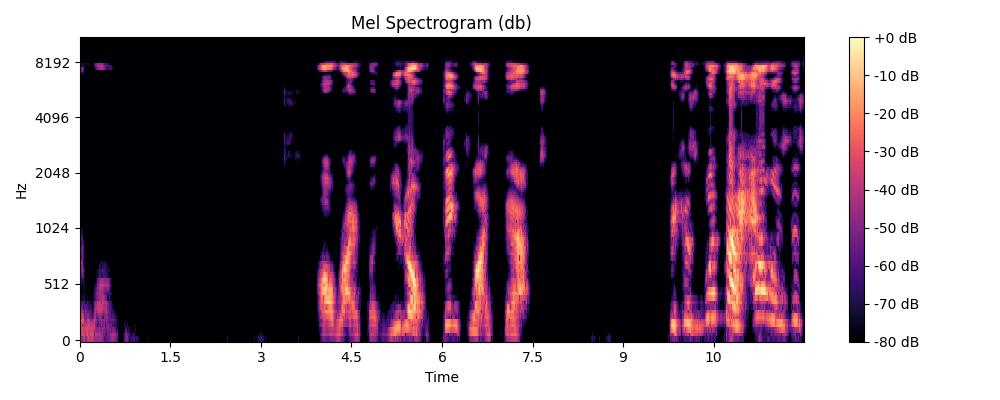 Mel Spectrogram (db)
8192
4096
2048
1024
512
0
Hz
0 1.5 3 4.5 6 7.5 9 10
Time
+0 dB
-10 dB
-20 dB
-30 dB
-40 dB
-50 dB
-60 dB
-70 dB
-80 dB